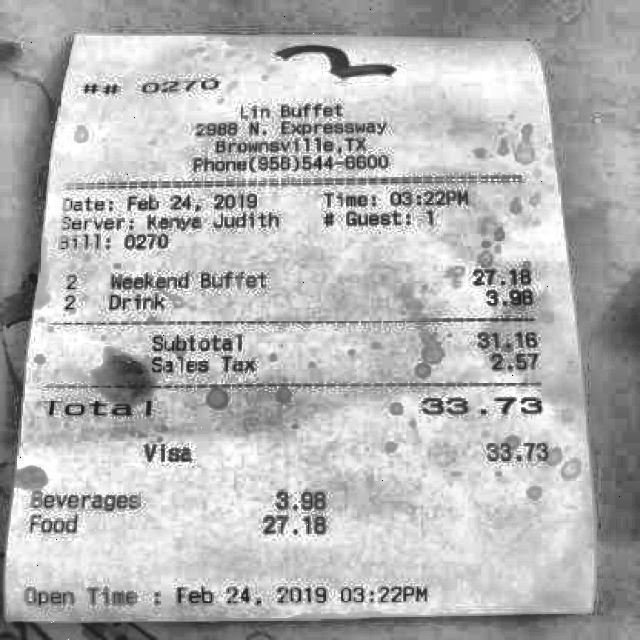 ## 0270
Lin Buffet
2988 N. Expressway
Brownsville,TX
Phone(956)544-6600
Date: Feb 24, 2019 Time: 03:22PM
Server: Kenya Judith # Guest: 1
Bill: 0270
2 Weekend Buffet 27.18
2 Drink 3.98
Subtotal 31.16
Sales Tax 2.57
Total 33.73
Visa 33.73
Beverages 3.98
Food 27.18
Open Time : Feb 24, 2019 03:22PM